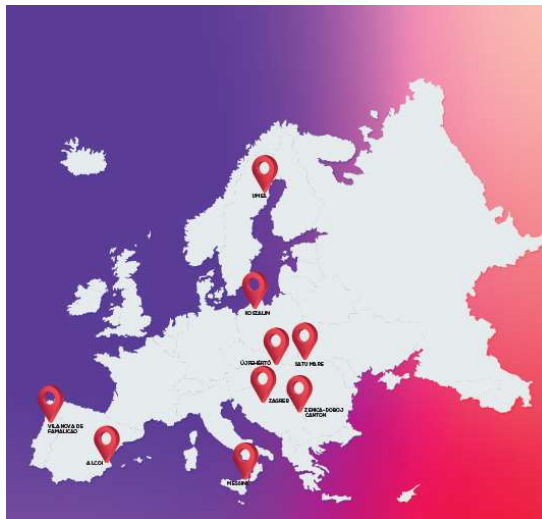 UMEÅ
KOSZALIN
ÚJFEHÉRTÓ
SATU MARE
ZAGREB
ZENICA-DOBOJ
CANTON
VILA NOVA DE
FAMALICÃO
ALCOI
MESSINA